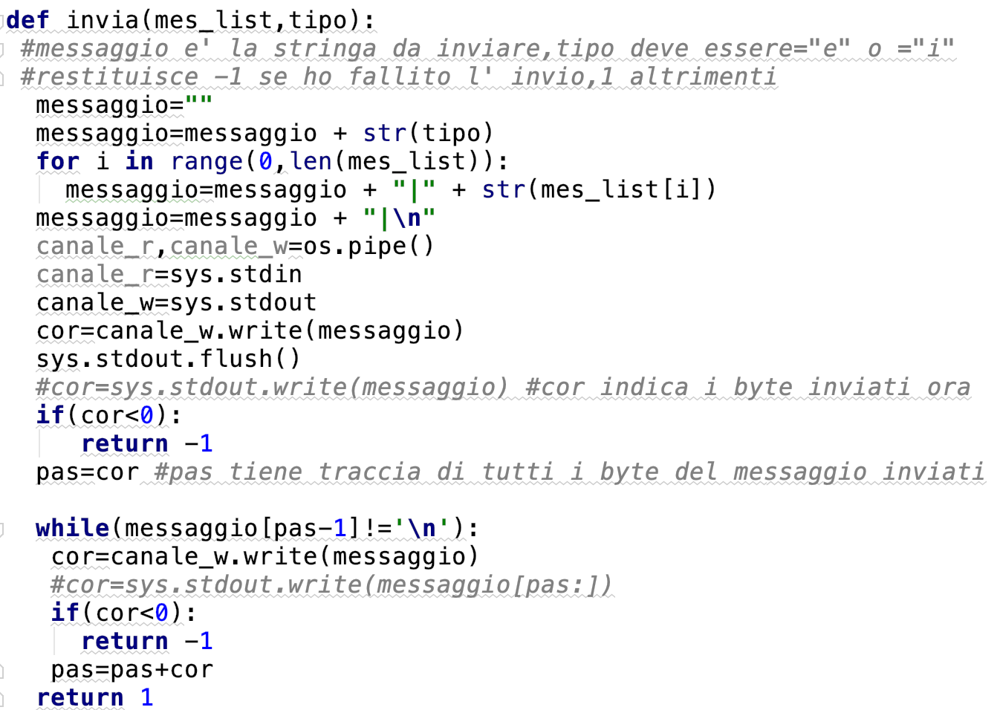 def invia(mes_list,tipo):
 #messaggio e' la stringa da inviare,tipo deve essere="e" o ="i"
 #restituisce -1 se ho fallito l' invio,1 altrimenti
  messaggio=""
  messaggio=messaggio + str(tipo)
  for i in range(0,len(mes_list)):
    messaggio=messaggio + "|" + str(mes_list[i])
  messaggio=messaggio + "|\n"
  canale_r,canale_w=os.pipe()
  canale_r=sys.stdin
  canale_w=sys.stdout
  cor=canale_w.write(messaggio)
  sys.stdout.flush()
  #cor=sys.stdout.write(messaggio) #cor indica i byte inviati ora
  if(cor<0):
     return -1
  pas=cor #pas tiene traccia di tutti i byte del messaggio inviati

  while(messaggio[pas-1]!='\n'):
   cor=canale_w.write(messaggio)
   #cor=sys.stdout.write(messaggio[pas:])
   if(cor<0):
     return -1
   pas=pas+cor
  return 1